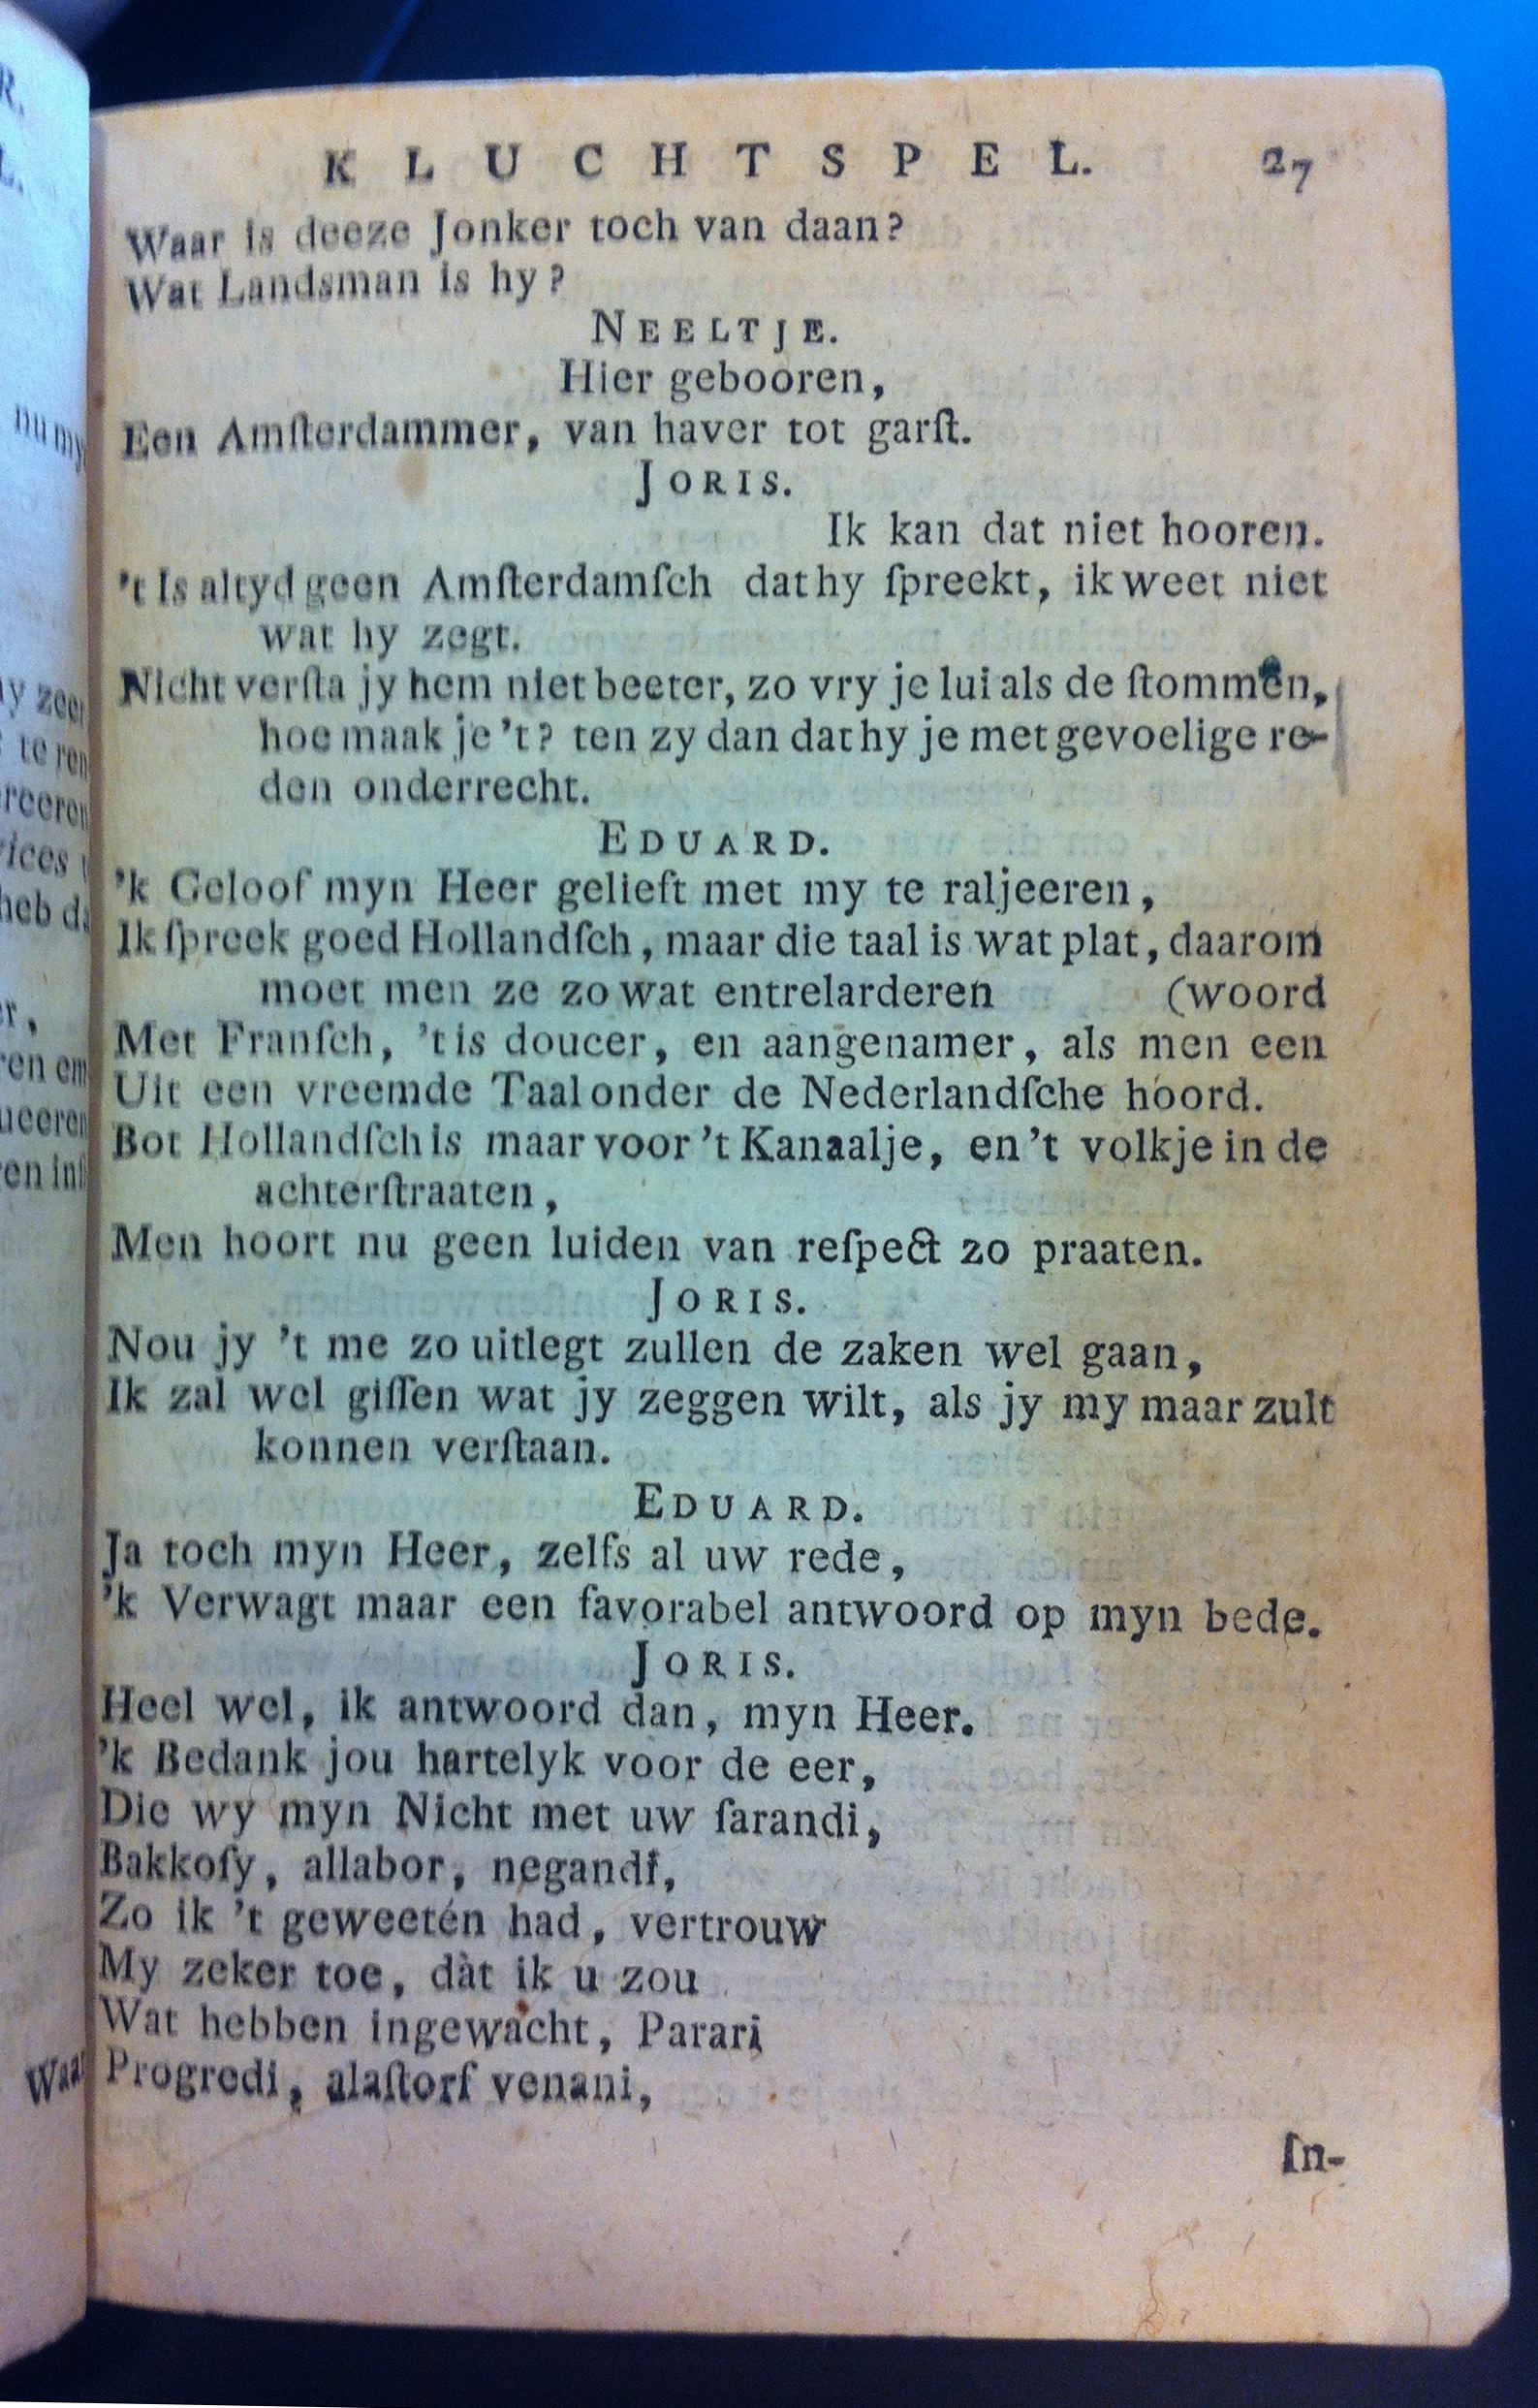 KLUCHTSPEL. 27
Waar is deeze Jonker toch van daan?
Wat Landsman is hy?
NEELTJE.
Hier gebooren,
Een Amſterdammer, van haver tot garſt.
JORIS.
Ik kan dat niet hooren.
't Is altyd geen Amſterdamſch dat hy ſpreekt, ik weet niet
wat hy zegt.
Nicht verſta jy hem niet beeter, zo vry je lui als de ſtommen,
hoe maak je 't? ten zy dan dat hy je met gevoelige re-
den onderrecht.
EDUARD.
'k Geloof myn Heer gelieft met my te raljeeren,
Ik ſpreek goed Hollandſch, maar die taal is wat plat, daarom
moet men ze zo wat entrelarderen (woord
Met Franſch, 't is doucer, en aangenamer, als men een
Uit een vreemde Taal onder de Nederlandſche hoord.
Bot Hollandſch is maar voor 't Kanaalje, en 't volkje in de
achterſtraaten,
Men hoort nu geen luiden van reſpect zo praaten.
JORIS.
Nou jy 't me zo uitlegt zullen de zaken wel gaan,
Ik zal wel giſſen wat jy zeggen wilt, als jy my maar zult
konnen verſtaan.
EDUARD.
Ja toch myn Heer, zelfs al uw rede,
'k Verwagt maar een favorabel antwoord op myn bede.
JORIS.
Heel wel, ik antwoord dan, myn Heer.
'k Bedank jou hartelyk voor de eer,
Die wy myn Nicht met uw ſarandi,
Bakkoſy, allabor, negandi,
Zo ik 't geweeten had, vertrouw
My zeker toe, dat ik u zou
Wat hebben ingewacht, Parari
Progredi, alaſtorf venani,
In-